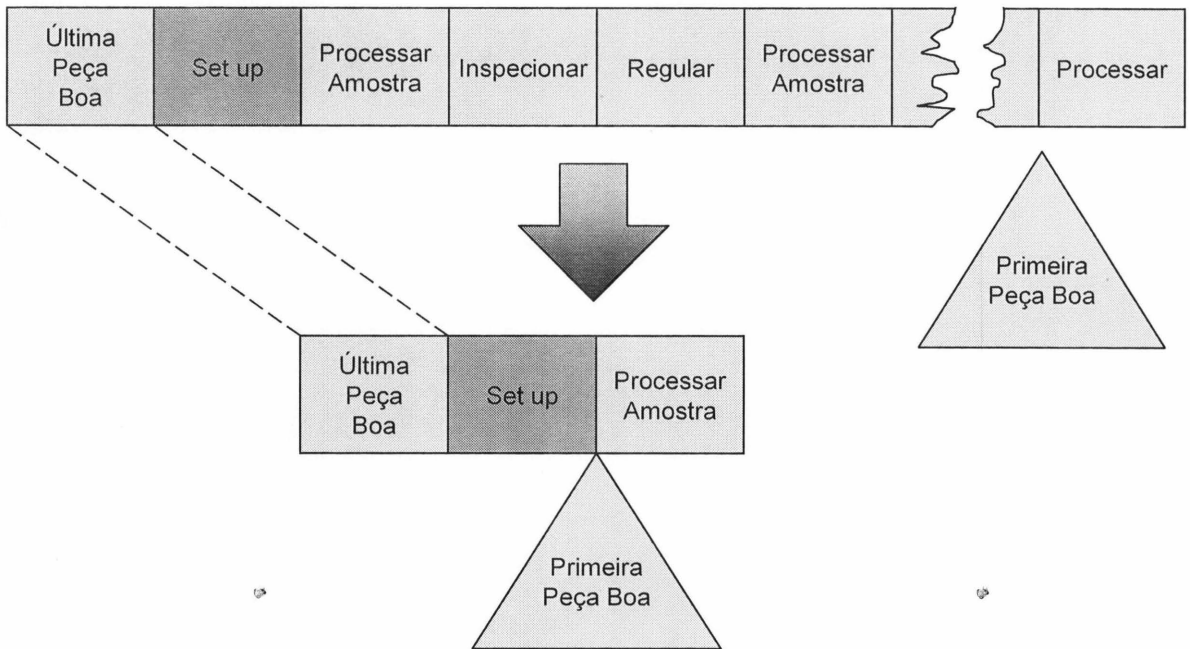 Última
Peça
Boa
Set up
Processar
Amostra
Inspecionar
Regular
Processar
Amostra
Processar
Primeira
Peça Boa
Última
Peça
Boa
Set up
Processar
Amostra
Primeira
Peça Boa